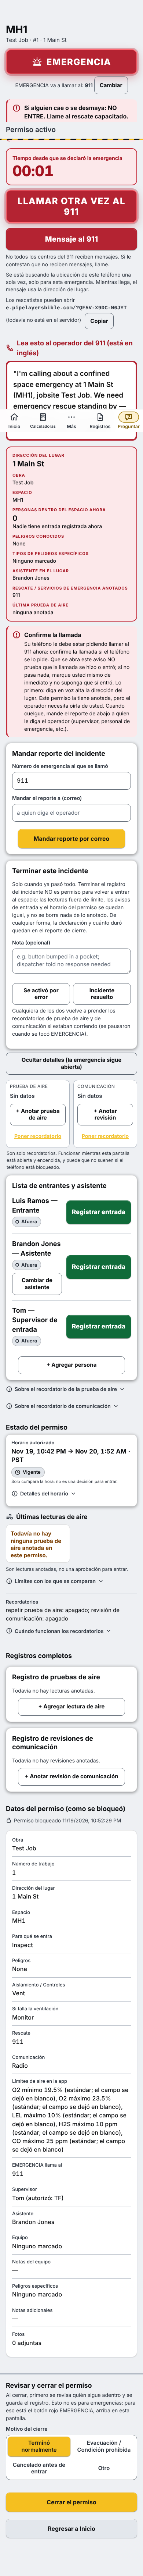 MH1
Test Job · #1 · 1 Main St
EMERGENCIA
EMERGENCIA va a llamar al: 911
Cambiar
Si alguien cae o se desmaya: NO
ENTRE. Llame al rescate capacitado.
Permiso activo
Tiempo desde que se declaró la emergencia
00:01
LLAMAR OTRA VEZ AL
911
Mensaje al 911
No todos los centros del 911 reciben mensajes. Si le
contestan que no reciben mensaje, llame.
Se está buscando la ubicación de este teléfono una
sola vez, solo para esta emergencia. Mientras llega, el
mensaje usa la dirección del lugar.
Los rescatistas pueden abrir
(todavía no está en el servidor)
Copiar
Lea esto al operador del 911 (está en
inglés)
"I'm calling about a confined
space emergency at 1 Main St
(MH1), jobsite Test Job. We need
rope rescue standing by —
Inicio
Calculadoras
Más
Registros
Preguntar
DIRECCIÓN DEL LUGAR
1 Main St
OBRA
Test Job
ESPACIO
MH1
PERSONAS DENTRO DEL ESPACIO AHORA
0
Nadie tiene entrada registrada ahora
PELIGROS CONOCIDOS
None
TIPOS DE PELIGROS ESPECÍFICOS
Ninguno marcado
ASISTENTE EN EL LUGAR
Brandon Jones
RESCATE / SERVICIOS DE EMERGENCIA ANOTADOS
911
ÚLTIMA PRUEBA DE AIRE
ninguna anotada
Confirme la llamada
Su teléfono le debe estar pidiendo llamar al
911 ahora; confirme la llamada si el teléfono
se lo pide. Que se abra este aviso NO
prueba que la llamada entró; si no suena
nada, marque usted mismo de
inmediato y no suponga que sí entró. Lo
último: diga en voz alta la dirección del
lugar. Este permiso la tiene lista, pero el
operador necesita oírla de usted. Cuando
cuelgue, mande el reporte de abajo a quien
le diga el operador (supervisor, personal de
emergencia, etc.).
Mandar reporte del incidente
Número de emergencia al que se llamó
911
Mandar el reporte a (correo)
a quien diga el operador
Mandar reporte por correo
Terminar este incidente
Solo cuando ya pasó todo. Terminar el registro
del incidente NO es permiso para volver a entrar
al espacio: las lecturas fuera de límite, los stops
de entrada y el horario del permiso se quedan
igual, y no se borra nada de lo anotado. De
cualquier forma, la declaración y cuánto duró
quedan en el reporte de cierre.
Nota (opcional)
e.g. button bumped in a pocket;
dispatcher told no response needed
Se activó por
error
Incidente
resuelto
Cualquiera de los dos vuelve a prender los
recordatorios de prueba de aire y de
comunicación si estaban corriendo (se pausaron
cuando se tocó EMERGENCIA).
Ocultar detalles (la emergencia sigue
abierta)
PRUEBA DE AIRE
Sin datos
+ Anotar prueba
de aire
Poner recordatorio
COMUNICACIÓN
Sin datos
+ Anotar
revisión
Poner recordatorio
Son solo recordatorios. Funcionan mientras esta pantalla
está abierta y encendida, y puede que no suenen si el
teléfono está bloqueado.
Lista de entrantes y asistente
Luis Ramos —
Entrante
Afuera
Registrar entrada
Brandon Jones
— Asistente
Afuera
Registrar entrada
Cambiar de
asistente
Tom —
Supervisor de
entrada
Afuera
Registrar entrada
+ Agregar persona
Sobre el recordatorio de la prueba de aire
Sobre el recordatorio de comunicación
Estado del permiso
Horario autorizado
Nov 19, 10:42 PM → Nov 20, 1:52 AM ·
PST
Vigente
Solo compara la hora: no es una decisión para entrar.
Detalles del horario
Últimas lecturas de aire
Todavía no hay
ninguna prueba de
aire anotada en
este permiso.
Son lecturas anotadas, no una aprobación para entrar.
Límites con los que se comparan
Recordatorios
repetir prueba de aire: apagado; revisión de
comunicación: apagado
Cuándo funcionan los recordatorios
Registros completos
Registro de pruebas de aire
Todavía no hay lecturas anotadas.
+ Agregar lectura de aire
Registro de revisiones de
comunicación
Todavía no hay revisiones anotadas.
+ Anotar revisión de comunicación
Datos del permiso (como se bloqueó)
Permiso bloqueado 11/19/2026, 10:52:29 PM
Obra
Test Job
Número de trabajo
1
Dirección del lugar
1 Main St
Espacio
MH1
Para qué se entra
Inspect
Peligros
None
Aislamiento / Controles
Vent
Si falla la ventilación
Monitor
Rescate
911
Comunicación
Radio
Límites de aire en la app
O2 mínimo 19.5% (estándar; el campo se
dejó en blanco), O2 máximo 23.5%
(estándar; el campo se dejó en blanco),
LEL máximo 10% (estándar; el campo se
dejó en blanco), H2S máximo 10 ppm
(estándar; el campo se dejó en blanco),
CO máximo 25 ppm (estándar; el campo
se dejó en blanco)
EMERGENCIA llama al
911
Supervisor
Tom (autorizó: TF)
Asistente
Brandon Jones
Equipo
Ninguno marcado
Notas del equipo
—
Peligros específicos
Ninguno marcado
Notas adicionales
—
Fotos
0 adjuntas
Revisar y cerrar el permiso
Al cerrar, primero se revisa quién sigue adentro y se
guarda el registro. Esto no es para emergencias: para
eso está el botón rojo EMERGENCIA, arriba en esta
pantalla.
Motivo del cierre
Terminó
normalmente
Evacuación /
Condición prohibida
Cancelado antes de
entrar
Otro
Cerrar el permiso
Regresar a Inicio